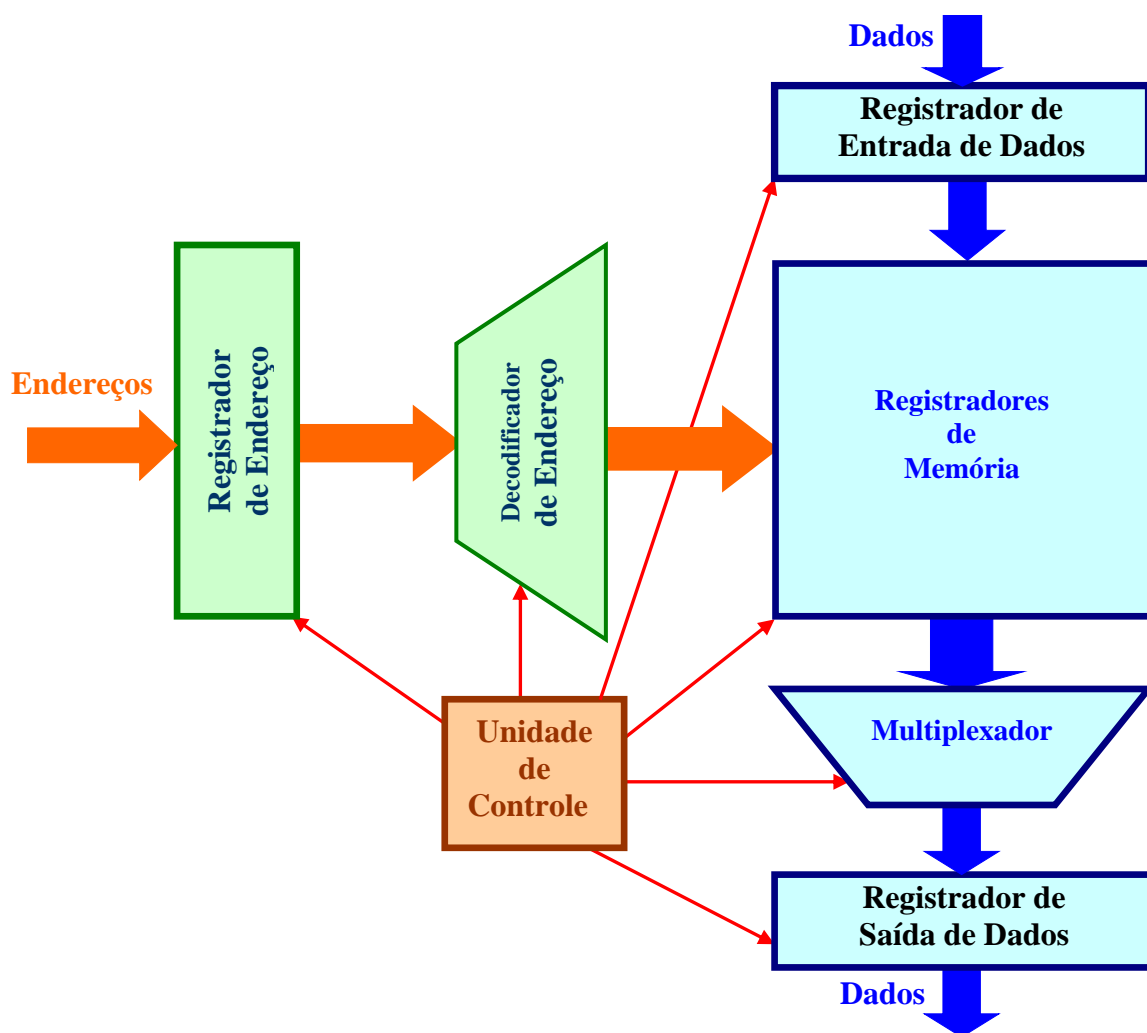 Dados
Registrador de
Entrada de Dados
Endereços
Registrador
de Endereço
Decodificador
de Endereço
Registradores
de
Memória
Unidade
de
Controle
Multiplexador
Registrador de
Saída de Dados
Dados